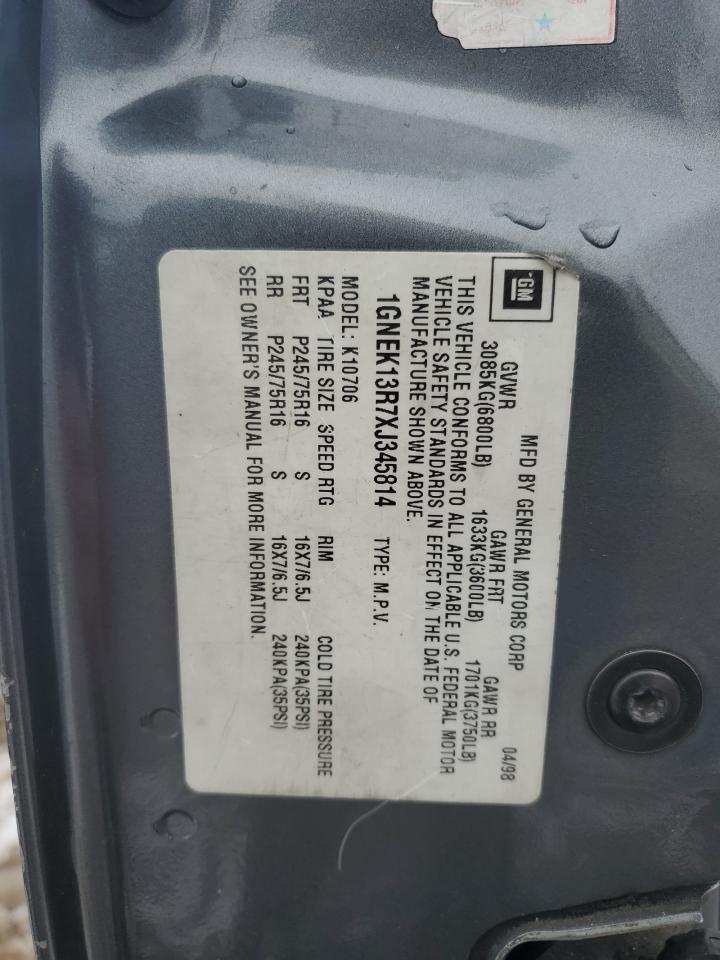 GM
MFD BY GENERAL MOTORS CORP 04/98
GVWR GAWR FRT GAWR RR
3085KG(6800LB) 1633KG(3600LB) 1701KG(3750LB)
THIS VEHICLE CONFORMS TO ALL APPLICABLE U.S. FEDERAL MOTOR
VEHICLE SAFETY STANDARDS IN EFFECT ON THE DATE OF
MANUFACTURE SHOWN ABOVE.
1GNEK13R7XJ345814 TYPE: M.P.V.
MODEL: K10706
KPAA TIRE SIZE SPEED RTG RIM COLD TIRE PRESSURE
FRT P245/75R16 S 16X7/6.5J 240KPA(35PSI)
RR P245/75R16 S 16X7/6.5J 240KPA(35PSI)
SEE OWNER'S MANUAL FOR MORE INFORMATION.